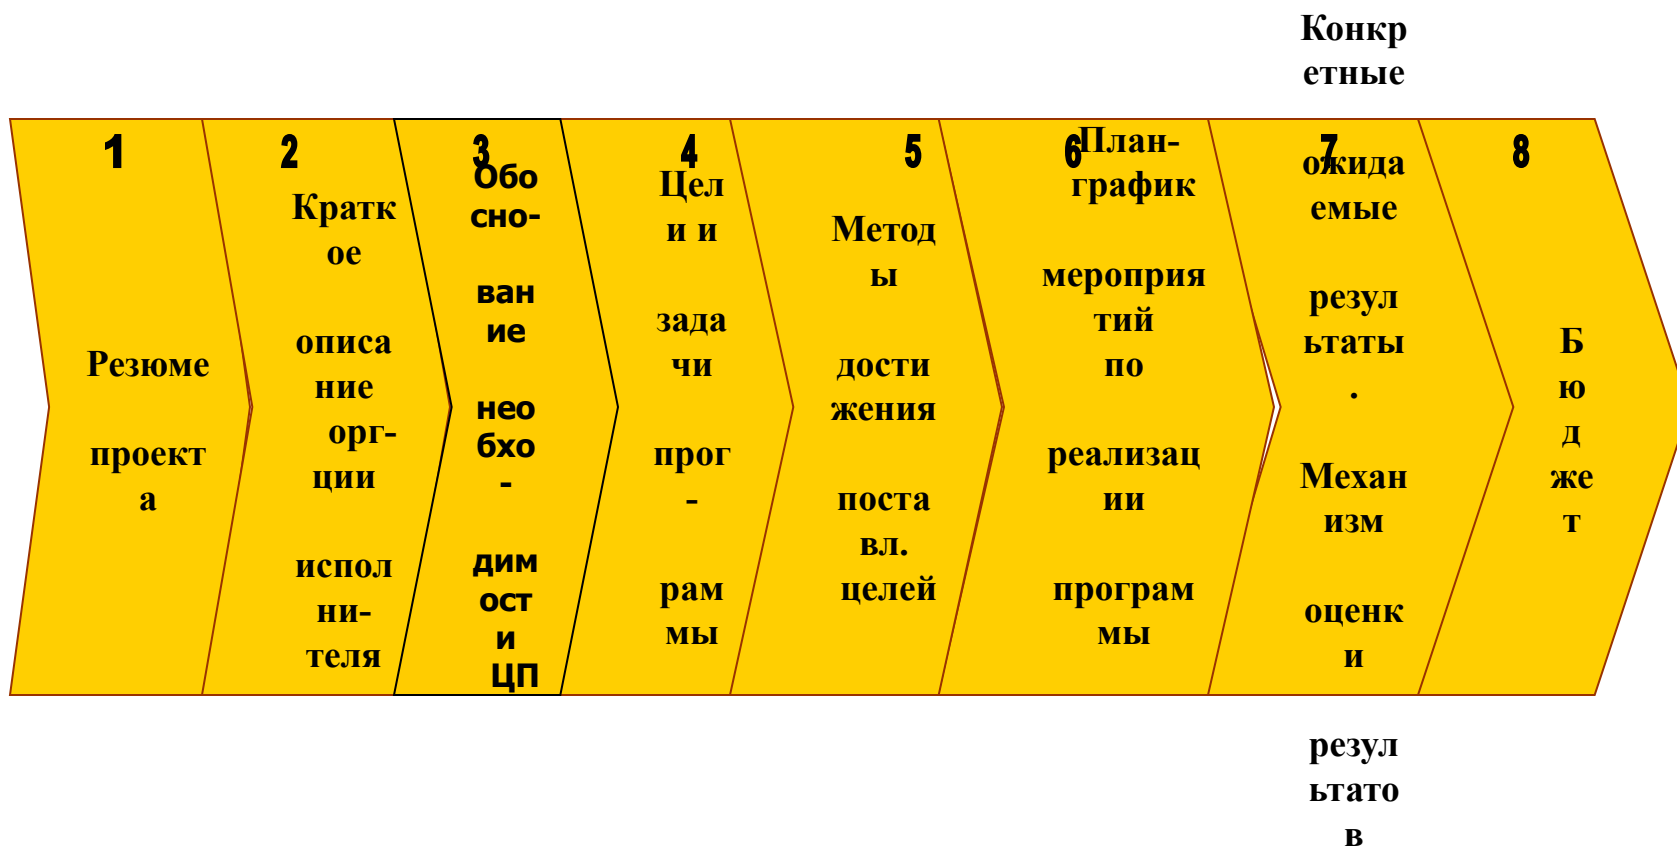 1
Резюме
проект
а
2
Кратк
ое
описа
ние
орг-
ции
испол
ни-
теля
3
Обо
сно-
ван
ие
нео
бхо
-
дим
ост
и
ЦП
4
Цел
и и
зада
чи
прог
-
рам
мы
5
Метод
ы
дости
жения
поста
вл.
целей
6
План-
график
мероприя
тий
по
реализац
ии
програм
мы
7
Конкр
етные
ожида
емые
резул
ьтаты
.
Механ
изм
оценк
и
резул
ьтато
в
8
Б
ю
д
же
т